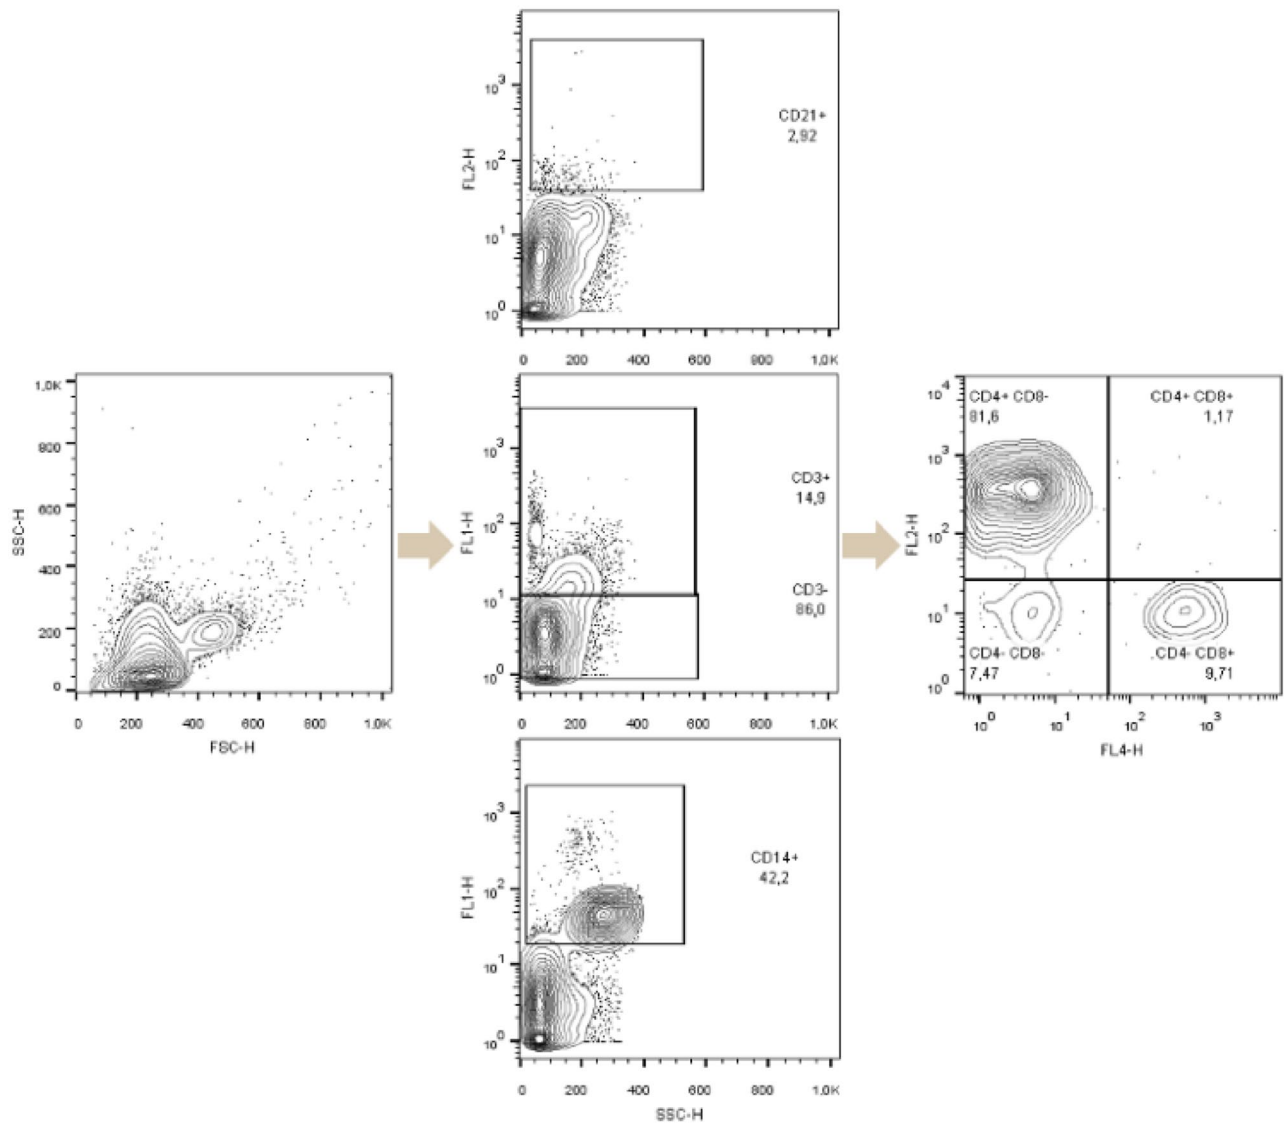 10³
10²
10¹
10⁰
FL2-H
CD21+
2,92
0 200 400 600 800 1,0K
1,0K
800
600
400
200
0
SSC-H
0 200 400 600 800 1,0K
FSC-H
10³
10²
10¹
10⁰
FL1-H
CD3+
14,9
CD3-
86,0
0 200 400 600 800 1,0K
10⁴
10³
10²
10¹
10⁰
FL2-H
CD4+ CD8-
81,6
CD4+ CD8+
1,17
CD4- CD8-
7,47
CD4- CD8+
9,71
10⁰ 10¹ 10² 10³
FL4-H
10³
10²
10¹
10⁰
FL1-H
CD14+
42,2
0 200 400 600 800 1,0K
SSC-H